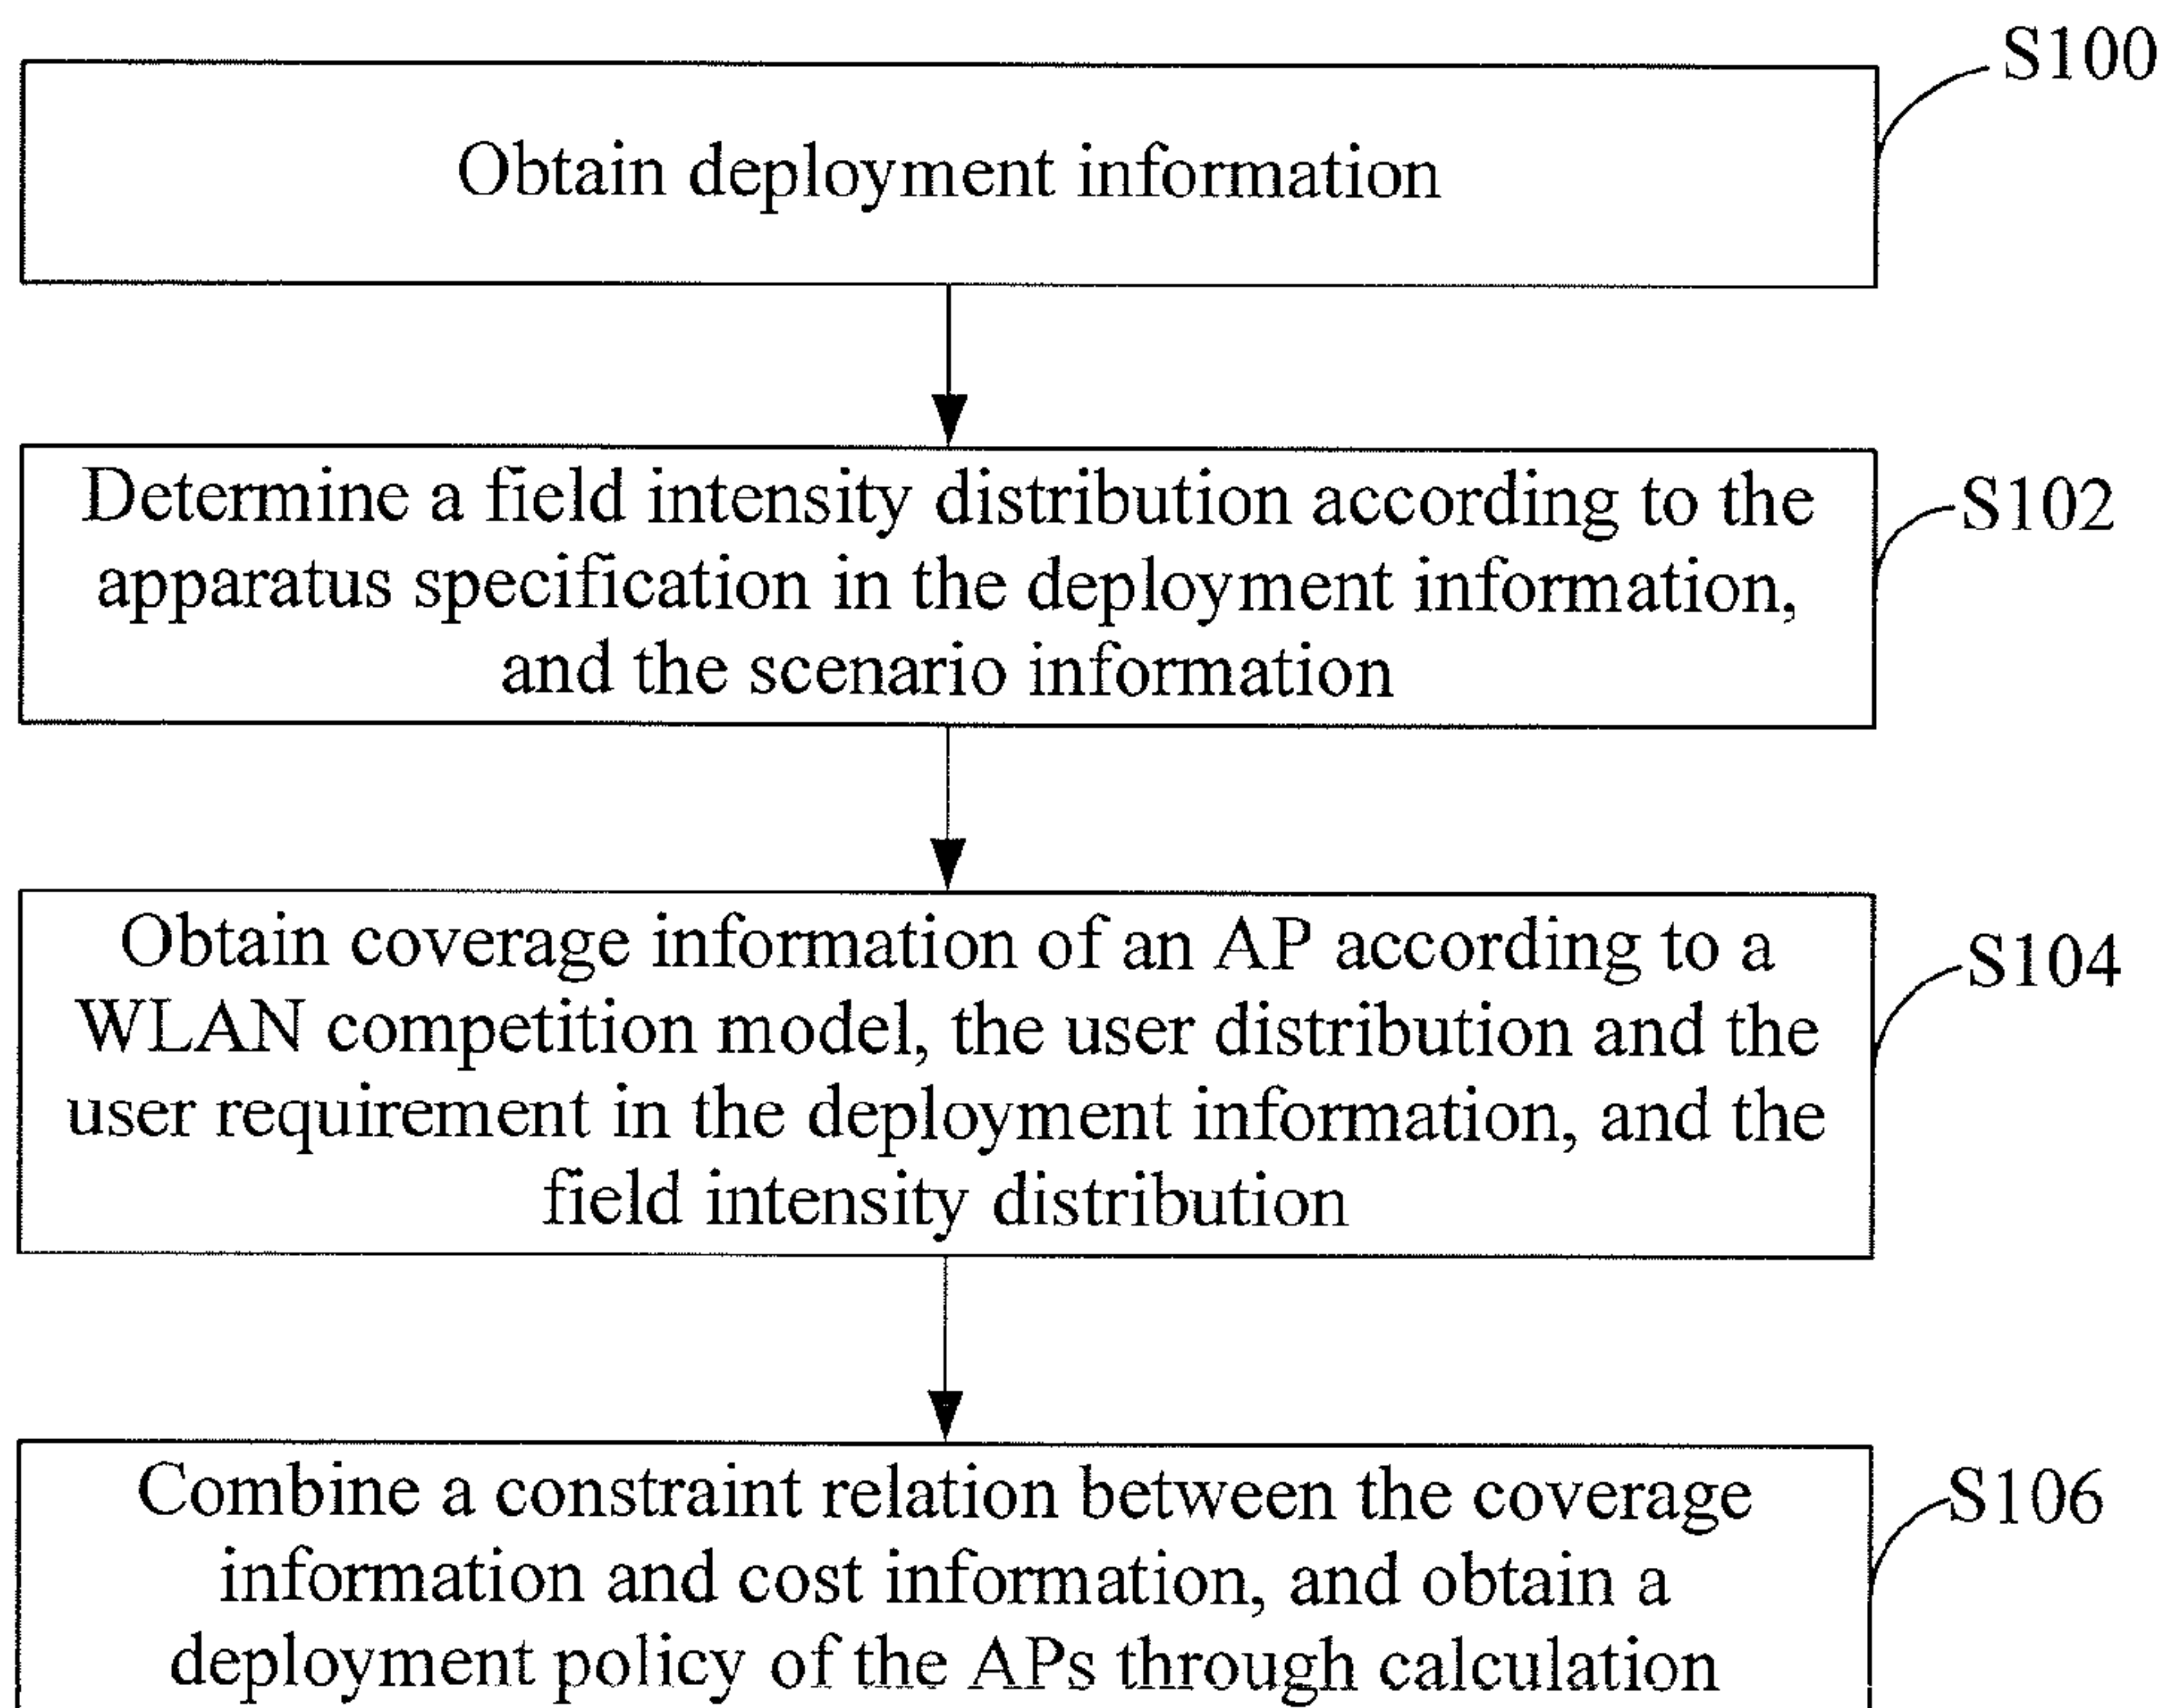 S100
Obtain deployment information
Determine a field intensity distribution according to the
apparatus specification in the deployment information,
and the scenario information
S102
Obtain coverage information of an AP according to a
WLAN competition model, the user distribution and the
user requirement in the deployment information, and the
field intensity distribution
S104
Combine a constraint relation between the coverage
information and cost information, and obtain a
deployment policy of the APs through calculation
S106